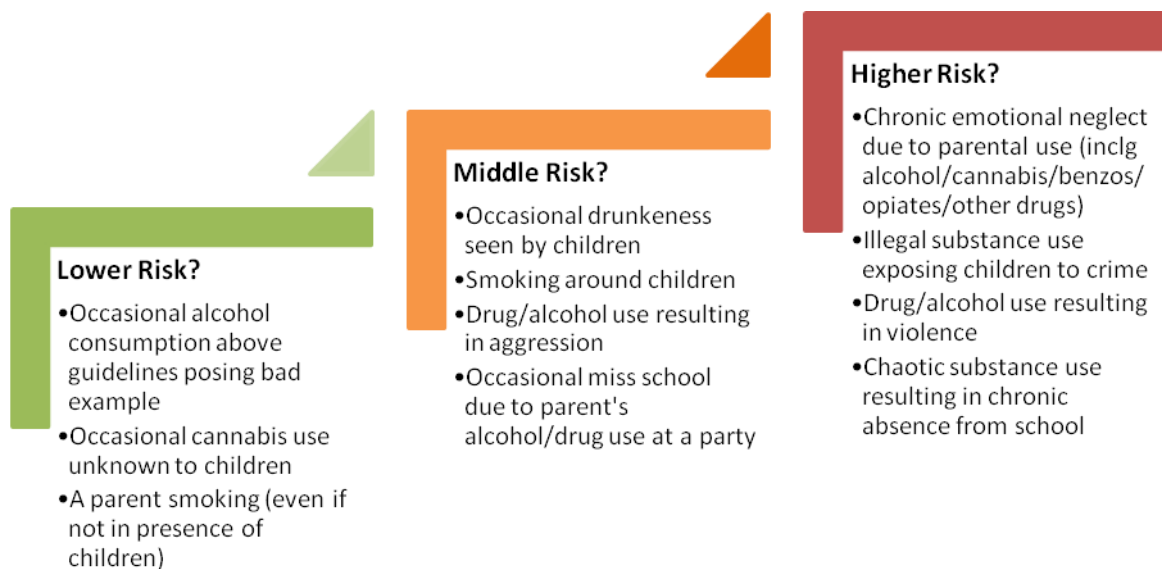 Lower Risk?
•Occasional alcohol
consumption above
guidelines posing bad
example
•Occasional cannabis use
unknown to children
•A parent smoking (even if
not in presence of
children)
Middle Risk?
•Occasional drunkeness
seen by children
•Smoking around children
•Drug/alcohol use resulting
in aggression
•Occasional miss school
due to parent's
alcohol/drug use at a party
Higher Risk?
•Chronic emotional neglect
due to parental use (inclg
alcohol/cannabis/benzos/
opiates/other drugs)
•Illegal substance use
exposing children to crime
•Drug/alcohol use resulting
in violence
•Chaotic substance use
resulting in chronic
absence from school